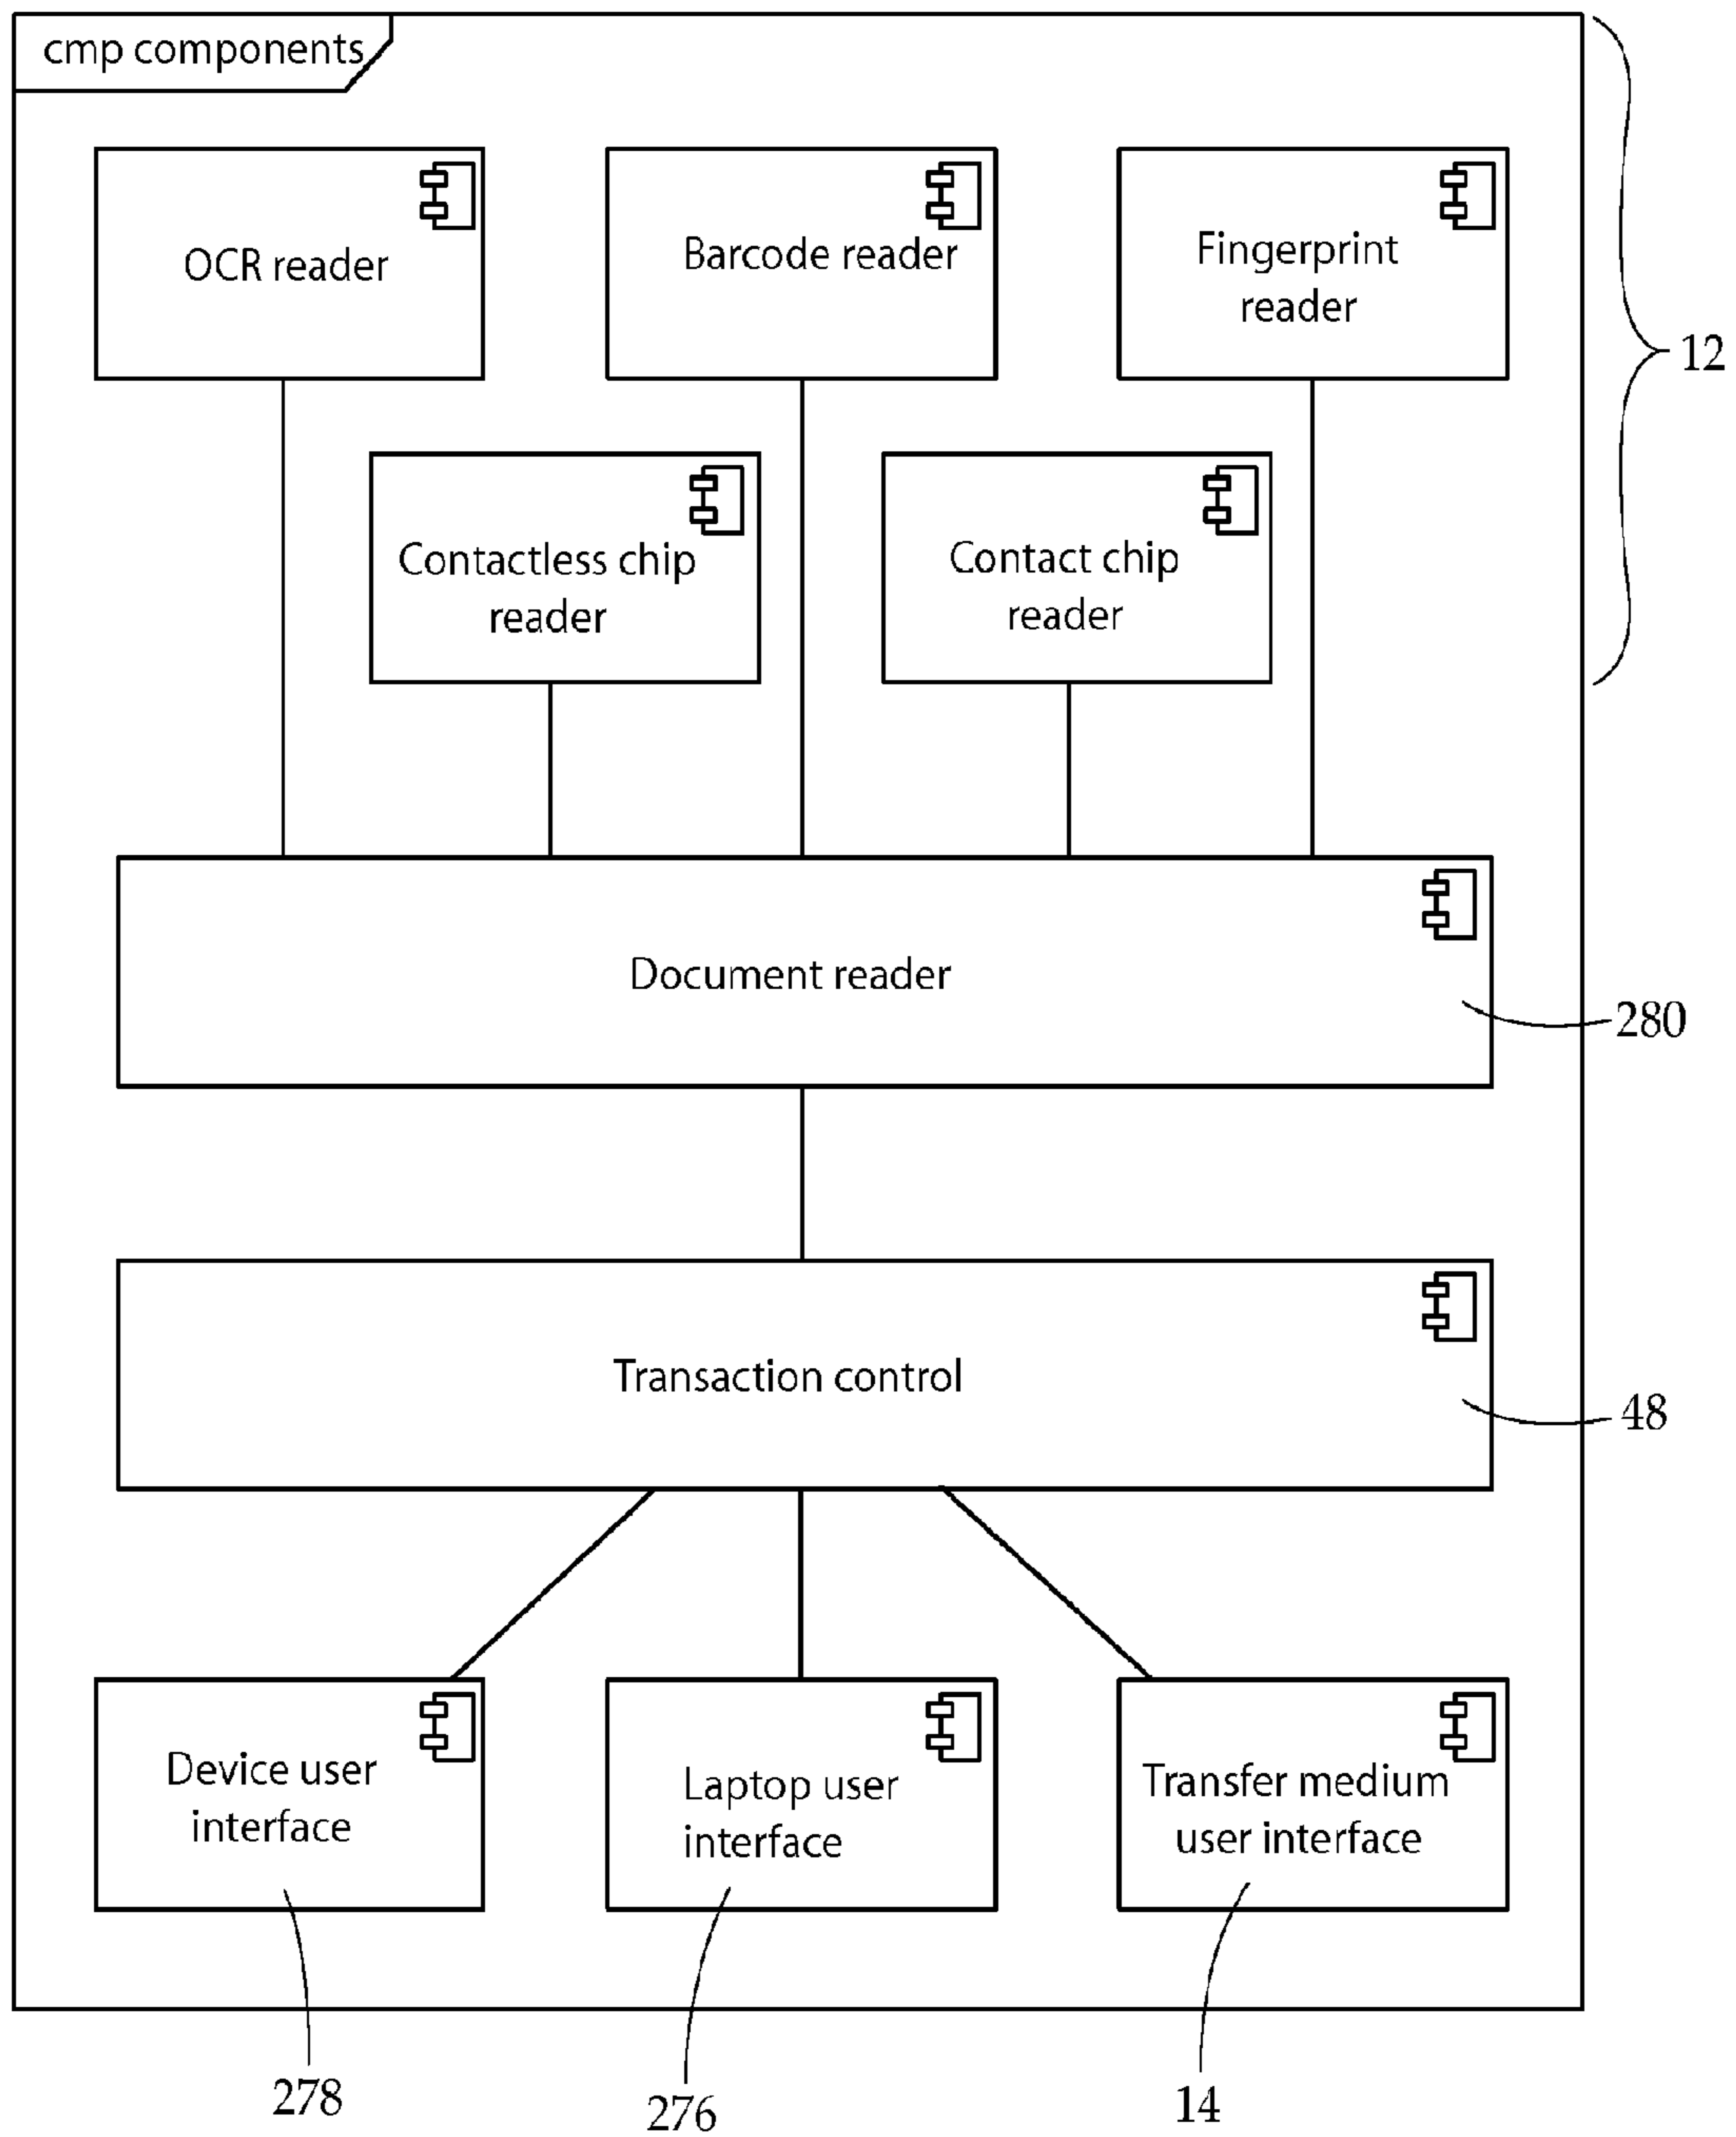 cmp components
OCR reader
Barcode reader
Fingerprint
reader
12
Contactless chip
reader
Contact chip
reader
Document reader
280
Transaction control
48
Device user
interface
Laptop user
interface
Transfer medium
user interface
278
276
14